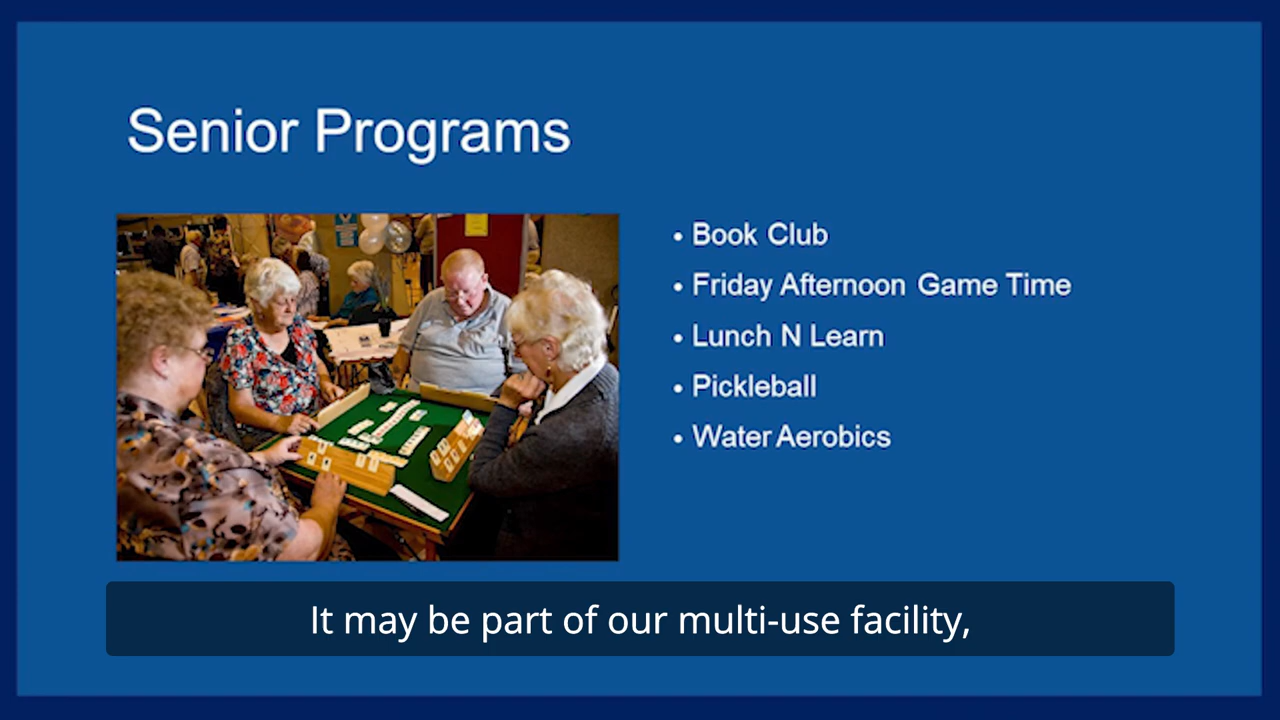 Senior Programs
• Book Club
• Friday Afternoon Game Time
• Lunch N Learn
• Pickleball
• Water Aerobics
It may be part of our multi-use facility,